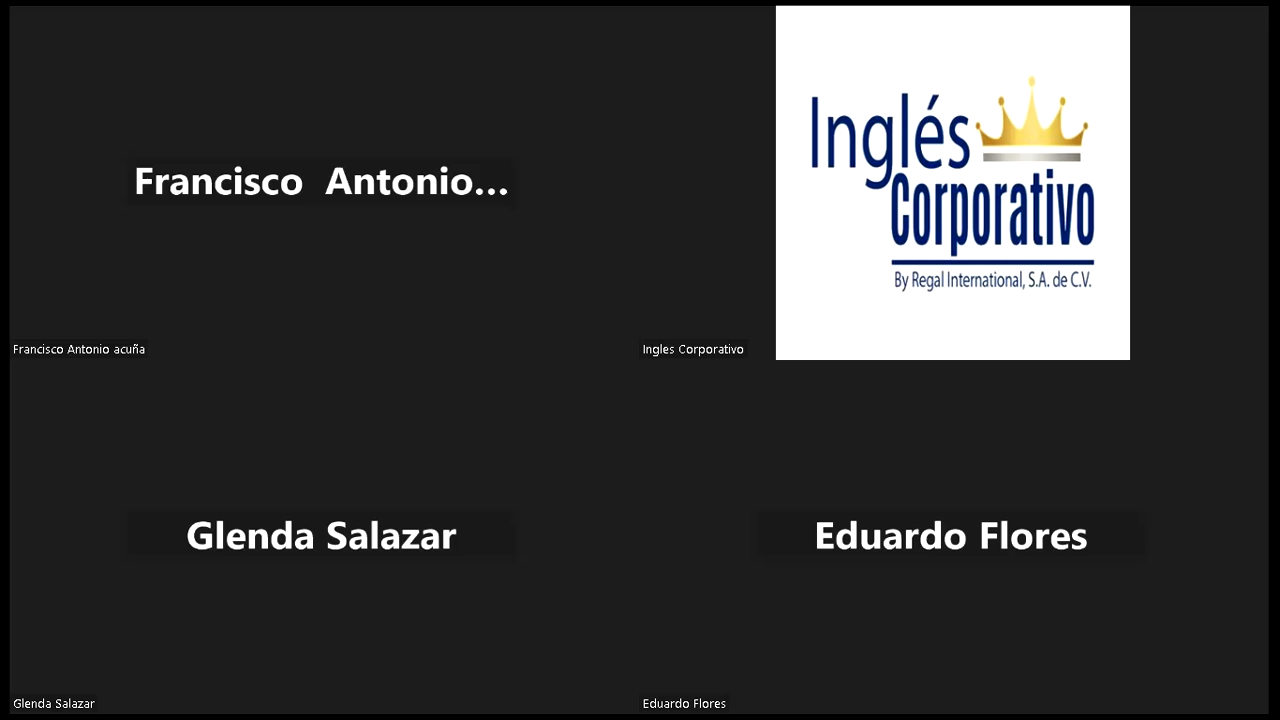 Francisco  Antonio...
Francisco Antonio acuña
Inglés
Corporativo
By Regal International, S.A. de C.V.
Ingles Corporativo
Glenda Salazar
Glenda Salazar
Eduardo Flores
Eduardo Flores